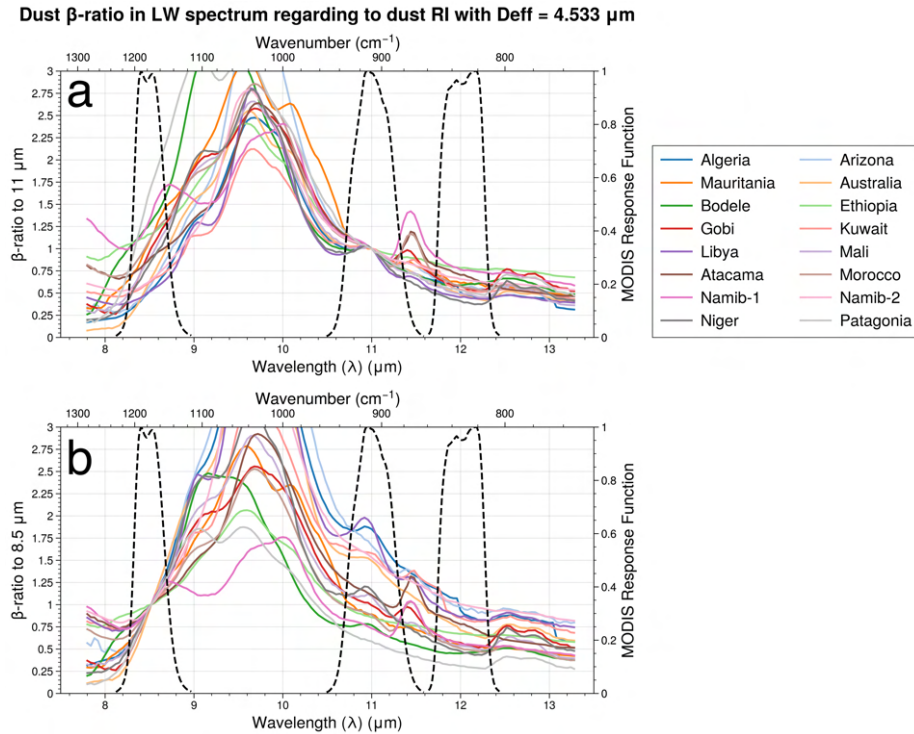 Dust β-ratio in LW spectrum regarding to dust RI with Deff = 4.533 μm
Wavenumber (cm⁻¹)
1300 1200 1100 1000 900 800
a
β-ratio to 11 μm
3
2.75
2.5
2.25
2
1.75
1.5
1.25
1
0.75
0.5
0.25
0
1
0.8
0.6
0.4
0.2
0
MODIS Response Function
8 9 10 11 12 13
Wavelength (λ) (μm)
Algeria Arizona
Mauritania Australia
Bodele Ethiopia
Gobi Kuwait
Libya Mali
Atacama Morocco
Namib-1 Namib-2
Niger Patagonia
Wavenumber (cm⁻¹)
1300 1200 1100 1000 900 800
b
β-ratio to 8.5 μm
3
2.75
2.5
2.25
2
1.75
1.5
1.25
1
0.75
0.5
0.25
0
1
0.8
0.6
0.4
0.2
0
MODIS Response Function
8 9 10 11 12 13
Wavelength (λ) (μm)